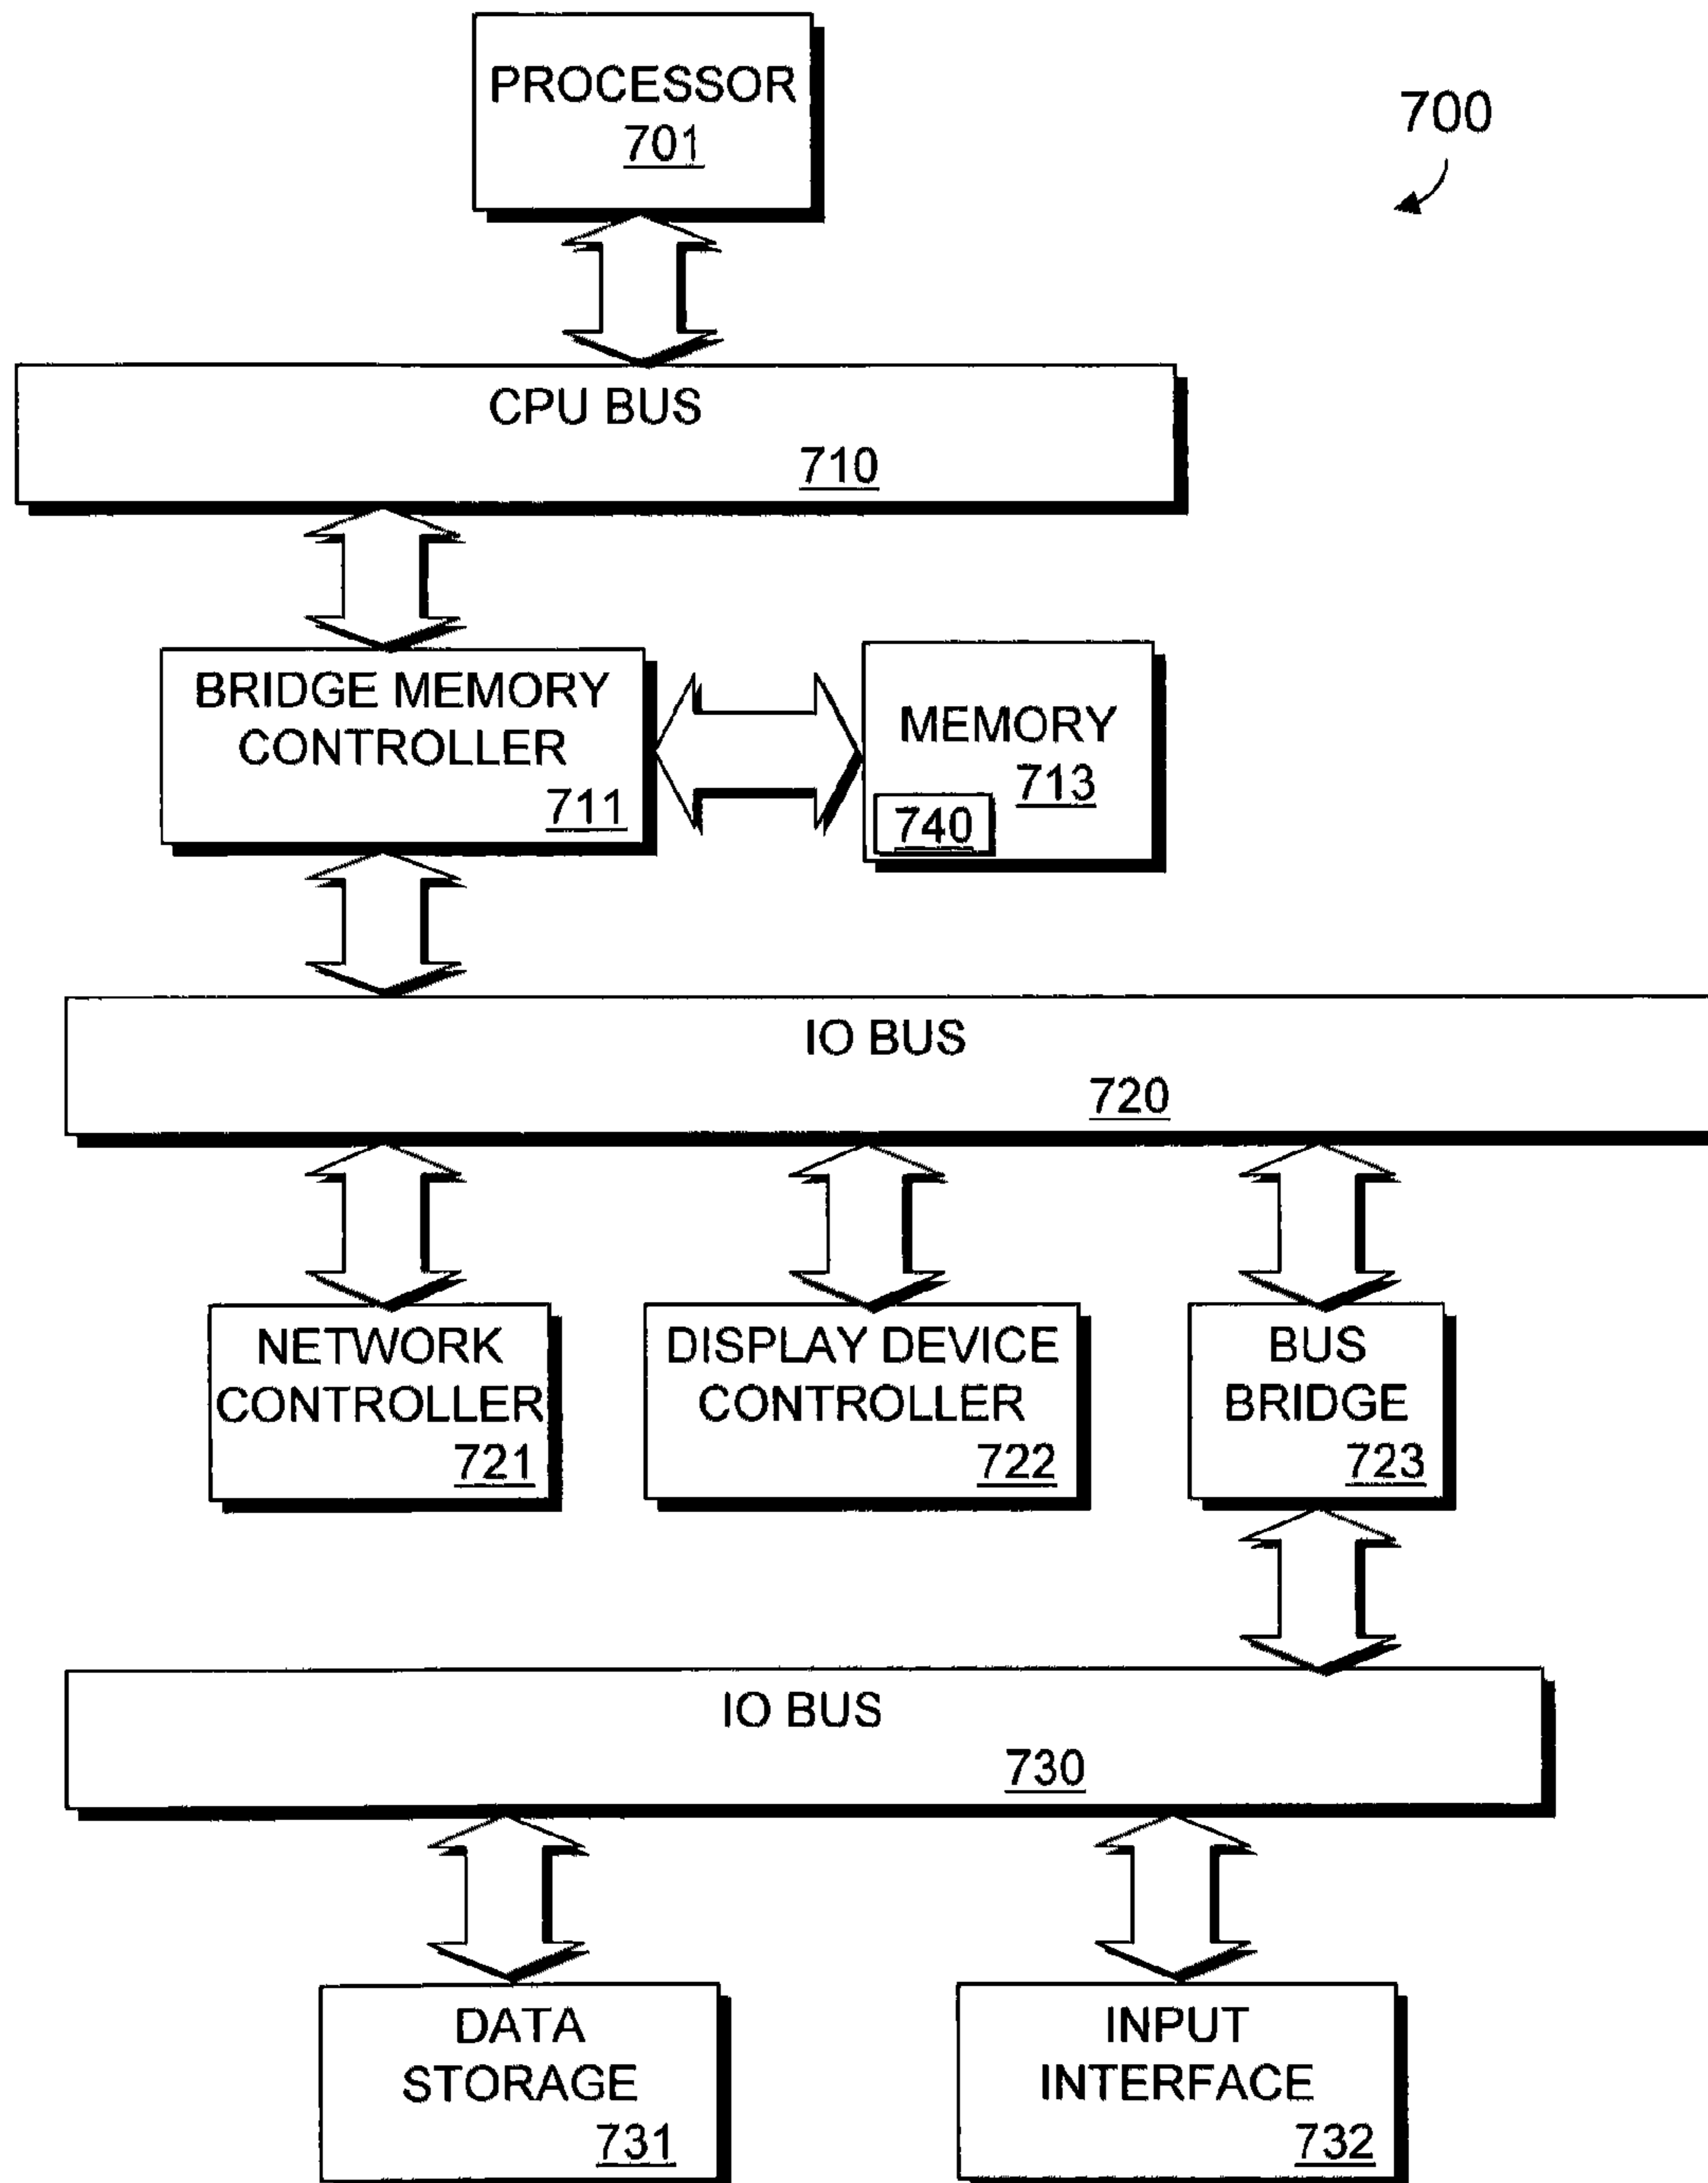 PROCESSOR
701
700
CPU BUS
710
BRIDGE MEMORY
CONTROLLER
711
MEMORY
713
740
IO BUS
720
NETWORK
CONTROLLER
721
DISPLAY DEVICE
CONTROLLER
722
BUS
BRIDGE
723
IO BUS
730
DATA
STORAGE
731
INPUT
INTERFACE
732